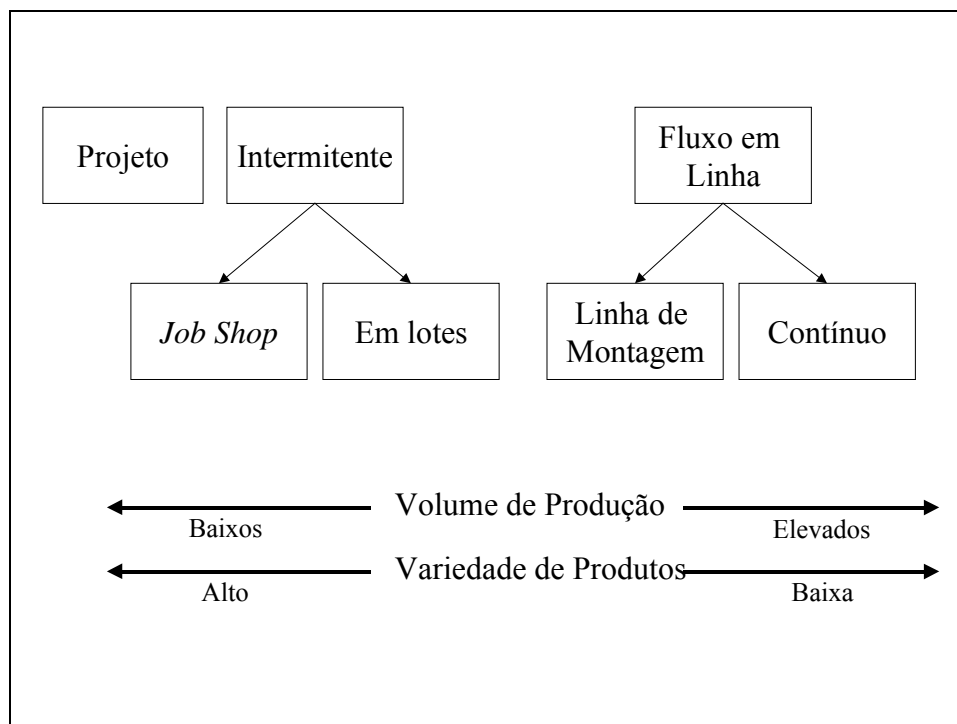 Projeto
Intermitente
Fluxo em
Linha
Job Shop
Em lotes
Linha de
Montagem
Contínuo
Volume de Produção
Baixos
Elevados
Variedade de Produtos
Alto
Baixa